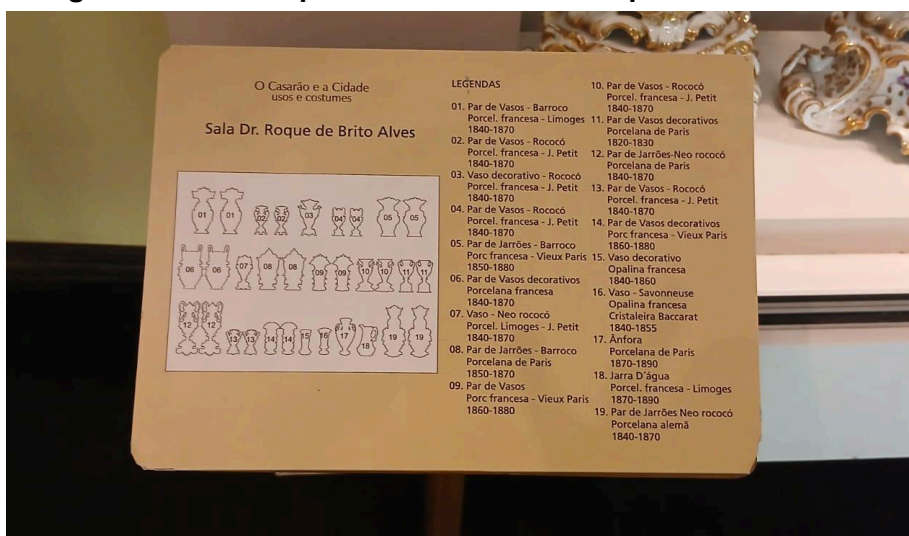 O Casarão e a Cidade
usos e costumes
Sala Dr. Roque de Brito Alves
01 01 02 02 03 04 04 05 05
06 06 07 08 08 09 09 10 10 11 11
12 12 13 13 14 14 15 16 17 18 19 19
LEGENDAS
01. Par de Vasos - Barroco
Porcel. francesa - Limoges
1840-1870
02. Par de Vasos - Rococó
Porcel. francesa - J. Petit
1840-1870
03. Vaso decorativo - Rococó
Porcel. francesa - J. Petit
1840-1870
04. Par de Vasos - Rococó
Porcel. francesa - J. Petit
1840-1870
05. Par de Jarrões - Barroco
Porc francesa - Vieux Paris
1850-1880
06. Par de Vasos decorativos
Porcelana francesa
1840-1870
07. Vaso - Neo rococó
Porcel. Limoges - J. Petit
1840-1870
08. Par de Jarrões - Barroco
Porcelana de Paris
1850-1870
09. Par de Vasos
Porc francesa - Vieux Paris
1860-1880
10. Par de Vasos - Rococó
Porcel. francesa - J. Petit
1840-1870
11. Par de Vasos decorativos
Porcelana de Paris
1820-1830
12. Par de Jarrões-Neo rococó
Porcelana de Paris
1840-1870
13. Par de Vasos - Rococó
Porcel. francesa - J. Petit
1840-1870
14. Par de Vasos decorativos
Porc francesa - Vieux Paris
1860-1880
15. Vaso decorativo
Opalina francesa
1840-1860
16. Vaso - Savonneuse
Opalina francesa
Cristaleira Baccarat
1840-1855
17. Ânfora
Porcelana de Paris
1870-1890
18. Jarra D'água
Porcel. francesa - Limoges
1870-1890
19. Par de Jarrões Neo rococó
Porcelana alemã
1840-1870